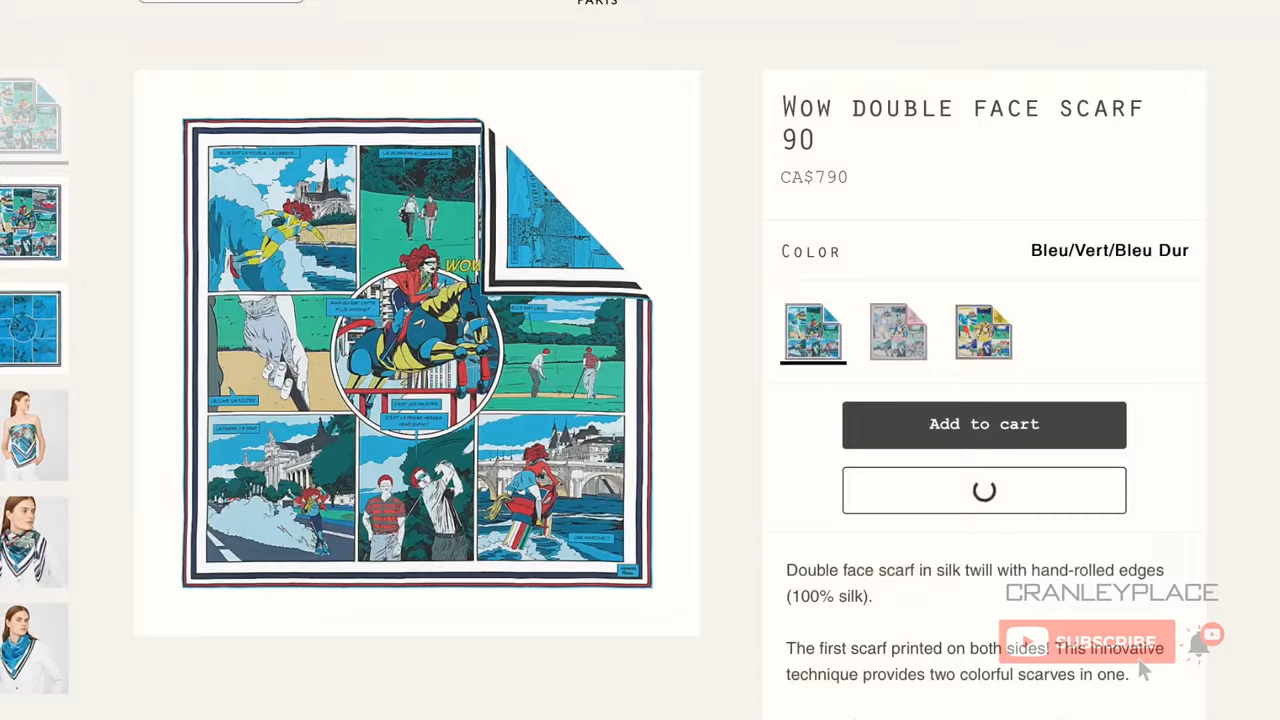 PARIS
WOW DOUBLE FACE SCARF
90
CA$790
COLOR
Bleu/Vert/Bleu Dur
WOW
Add to cart
Double face scarf in silk twill with hand-rolled edges
(100% silk).
CRANLEYPLACE
The first scarf printed on both sides! This innovative
SUBSCRIBE
technique provides two colorful scarves in one.